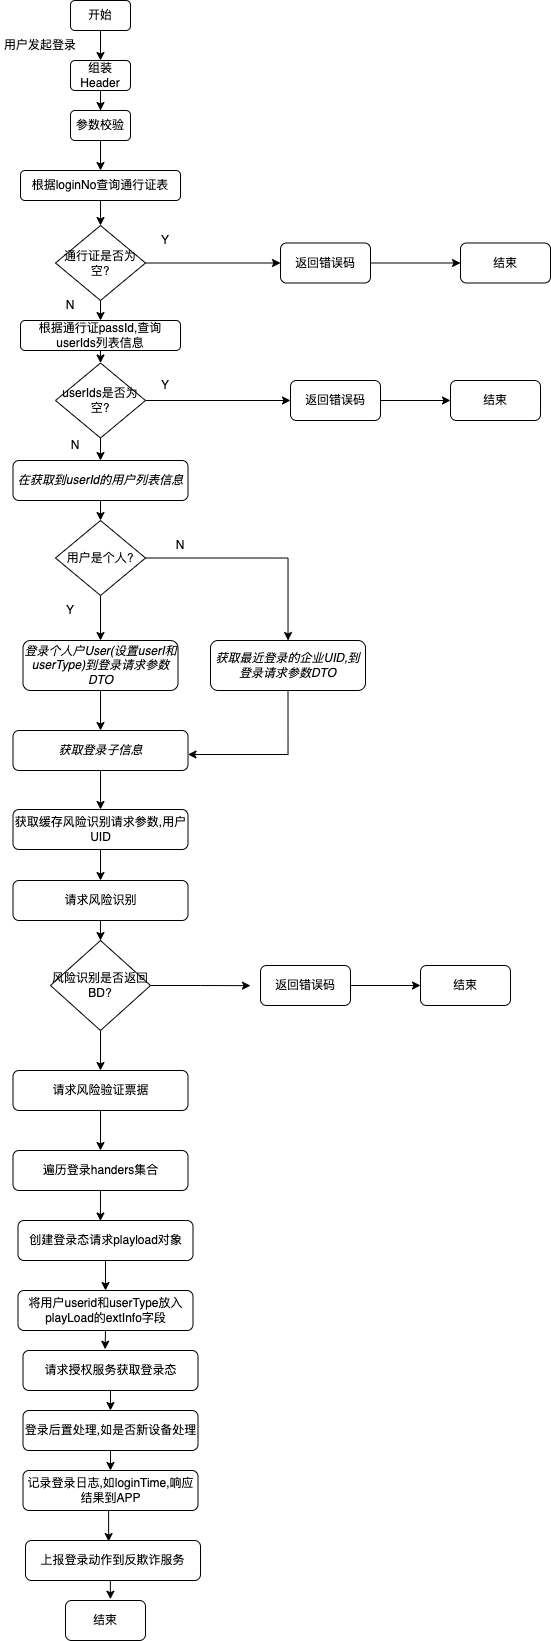 开始
用户发起登录
组装
Header
参数校验
根据loginNo查询通行证表
通行证是否为
空?
Y
返回错误码
结束
N
根据通行证passId,查询
userIds列表信息
userIds是否为
空?
Y
返回错误码
结束
N
在获取到userId的用户列表信息
用户是个人?
N
Y
登录个人户User(设置userI和
userType)到登录请求参数
DTO
获取最近登录的企业UID,到
登录请求参数DTO
获取登录子信息
获取缓存风险识别请求参数,用户
UID
请求风险识别
风险识别是否返回
BD?
返回错误码
结束
请求风险验证票据
遍历登录handers集合
创建登录态请求playload对象
将用户userid和userType放入
playLoad的extInfo字段
请求授权服务获取登录态
登录后置处理,如是否新设备处理
记录登录日志,如loginTime,响应
结果到APP
上报登录动作到反欺诈服务
结束